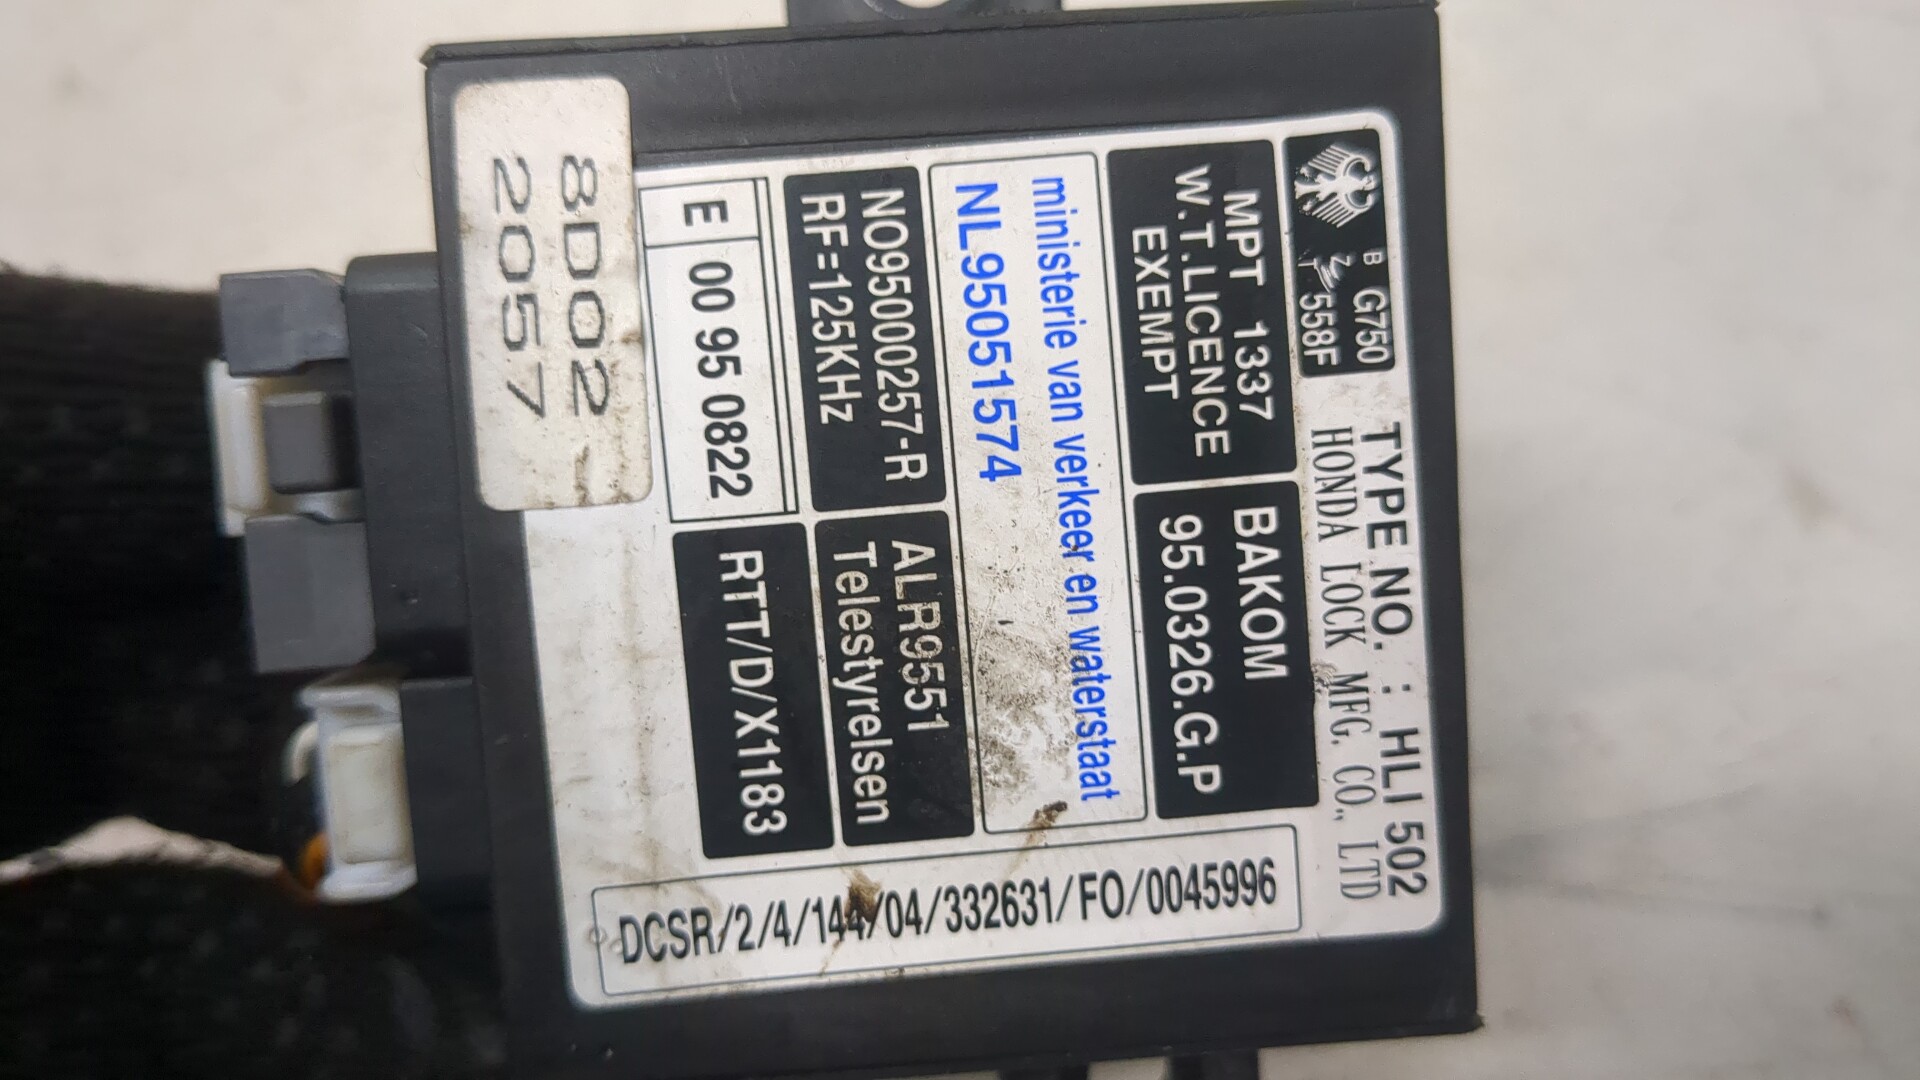 TYPE NO. : HLI 502
HONDA LOCK MFG. CO., LTD
B Z T
G750
558F
MPT 1337
W.T.LICENCE
EXEMPT
BAKOM
95.0326.G.P
ministerie van verkeer en waterstaat
NL95051574
NO95000257-R
RF=125KHz
ALR9551
Telestyrelsen
E 00 95 0822
RTT/D/X1183
DCSR/2/4/144/04/332631/FO/0045996
8D02
2057